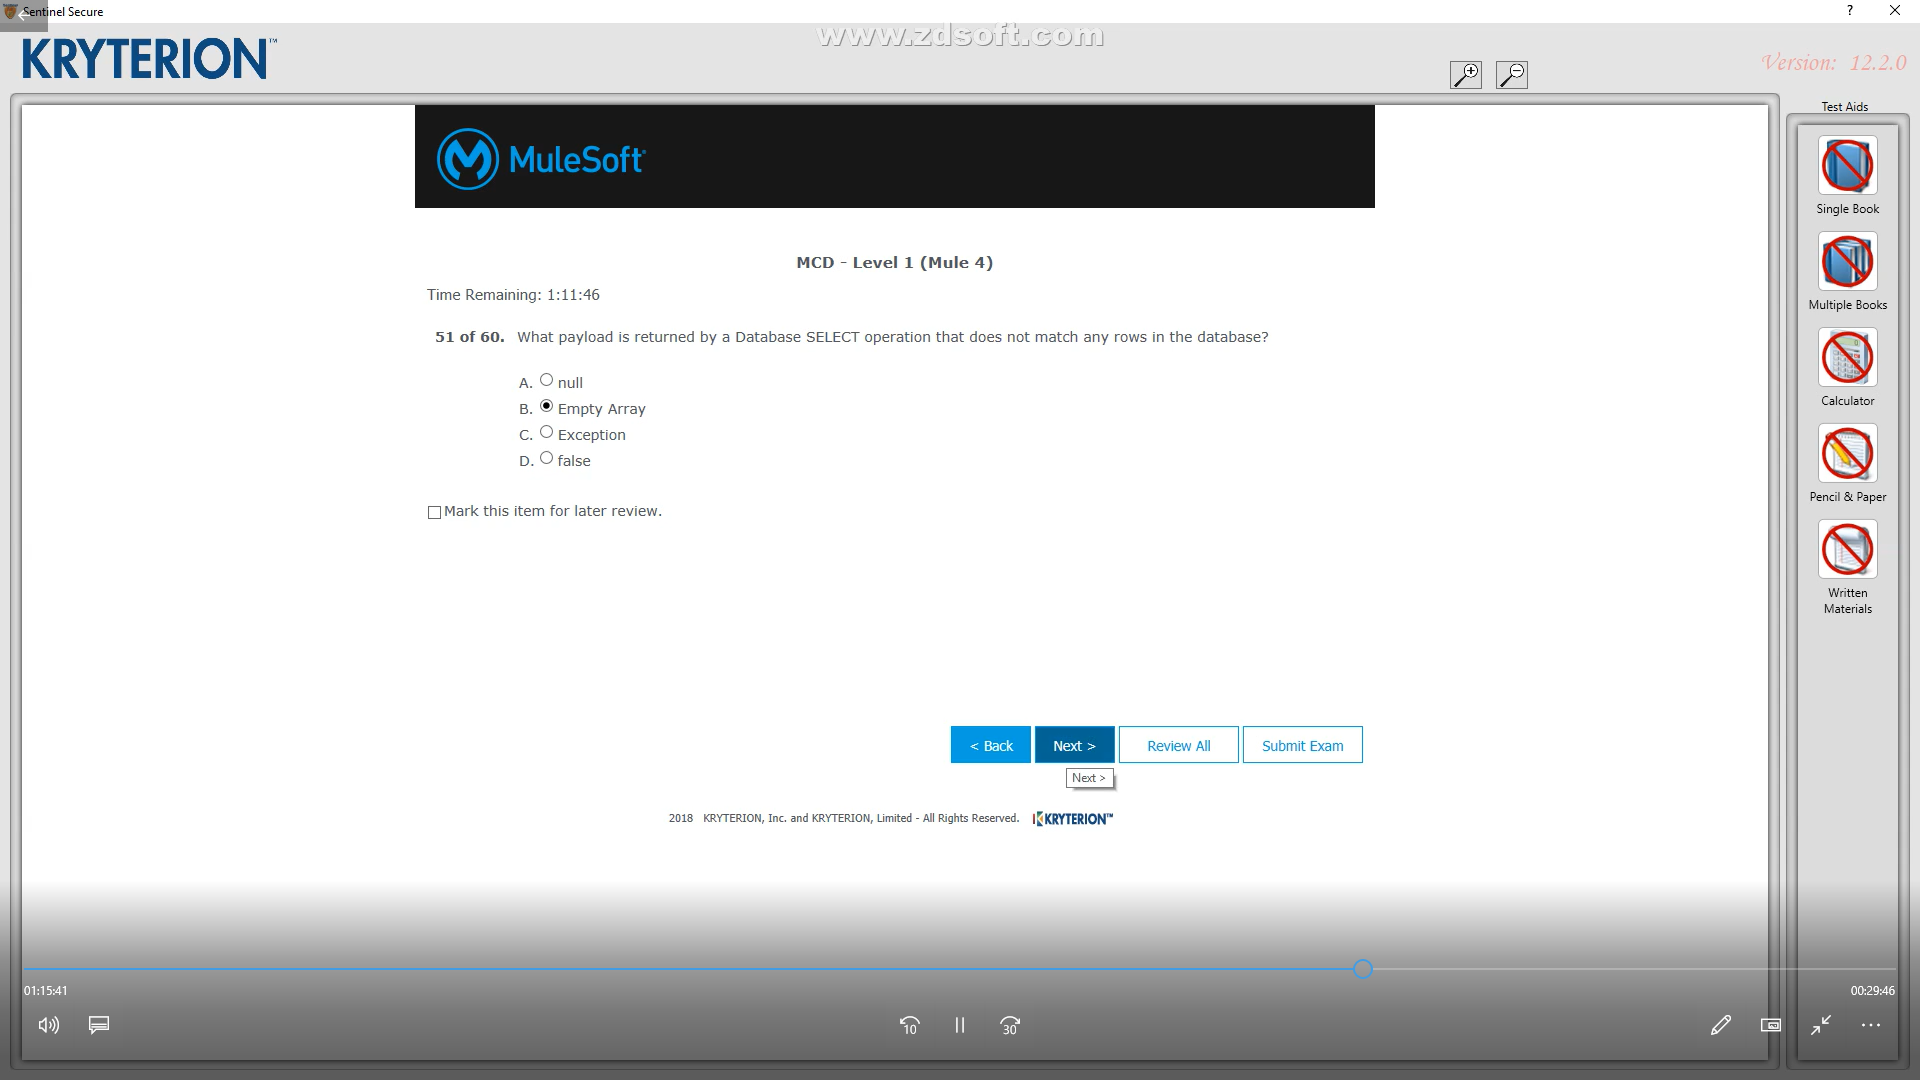 Sentinel Secure
?
www.zdsoft.com
KRYTERION™
Version: 12.2.0
Test Aids
MuleSoft
Single Book
MCD - Level 1 (Mule 4)
Time Remaining: 1:11:46
Multiple Books
51 of 60. What payload is returned by a Database SELECT operation that does not match any rows in the database?
A. null
B. Empty Array
C. Exception
D. false
Calculator
Pencil & Paper
Mark this item for later review.
Written
Materials
< Back
Next >
Review All
Submit Exam
Next >
2018 KRYTERION, Inc. and KRYTERION, Limited - All Rights Reserved. KRYTERION™
01:15:41
00:29:46
10
30